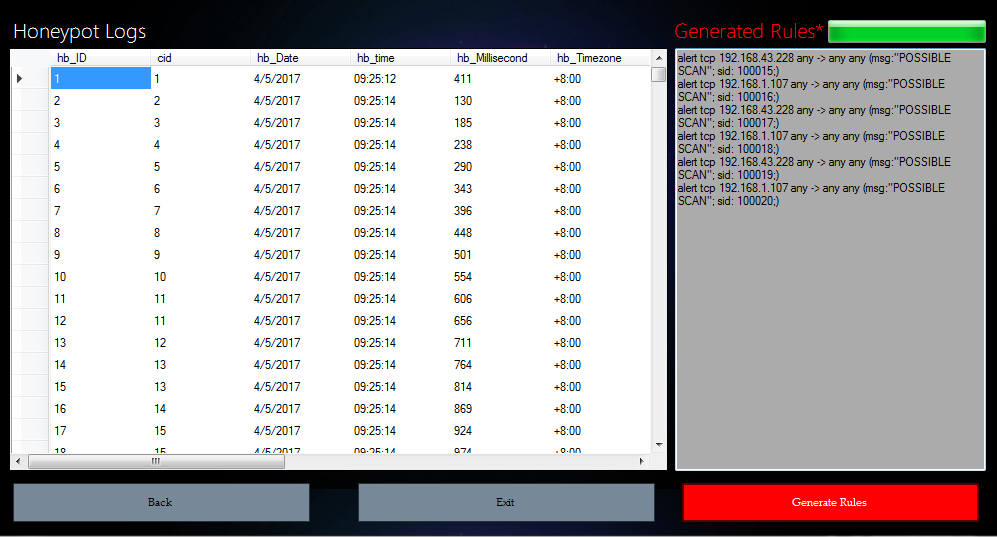 Honeypot Logs
Generated Rules*
hb_ID cid hb_Date hb_time hb_Millisecond hb_Timezone
1 1 4/5/2017 09:25:12 411 +8:00
2 2 4/5/2017 09:25:14 130 +8:00
3 3 4/5/2017 09:25:14 185 +8:00
4 4 4/5/2017 09:25:14 238 +8:00
5 5 4/5/2017 09:25:14 290 +8:00
6 6 4/5/2017 09:25:14 343 +8:00
7 7 4/5/2017 09:25:14 396 +8:00
8 8 4/5/2017 09:25:14 448 +8:00
9 9 4/5/2017 09:25:14 501 +8:00
10 10 4/5/2017 09:25:14 554 +8:00
11 11 4/5/2017 09:25:14 606 +8:00
12 11 4/5/2017 09:25:14 656 +8:00
13 12 4/5/2017 09:25:14 711 +8:00
14 13 4/5/2017 09:25:14 764 +8:00
15 13 4/5/2017 09:25:14 814 +8:00
16 14 4/5/2017 09:25:14 869 +8:00
17 15 4/5/2017 09:25:14 924 +8:00
18 15 4/5/2017 09:25:14 974 +8:00
alert tcp 192.168.43.228 any -> any any (msg:"POSSIBLE
SCAN"; sid: 100015;)
alert tcp 192.168.1.107 any -> any any (msg:"POSSIBLE
SCAN"; sid: 100016;)
alert tcp 192.168.43.228 any -> any any (msg:"POSSIBLE
SCAN"; sid: 100017;)
alert tcp 192.168.1.107 any -> any any (msg:"POSSIBLE
SCAN"; sid: 100018;)
alert tcp 192.168.43.228 any -> any any (msg:"POSSIBLE
SCAN"; sid: 100019;)
alert tcp 192.168.1.107 any -> any any (msg:"POSSIBLE
SCAN"; sid: 100020;)
Back
Exit
Generate Rules